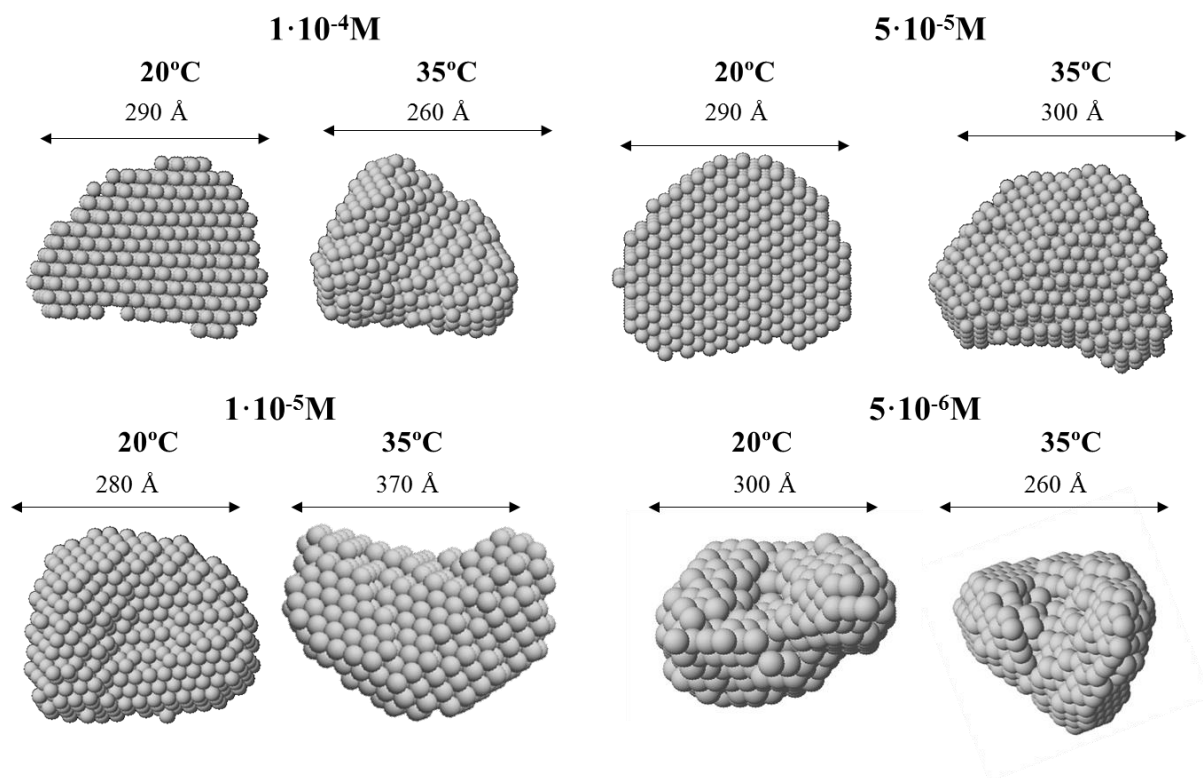 1·10⁻⁴M
20ºC 35ºC
290 Å 260 Å
5·10⁻⁵M
20ºC 35ºC
290 Å 300 Å
1·10⁻⁵M
20ºC 35ºC
280 Å 370 Å
5·10⁻⁶M
20ºC 35ºC
300 Å 260 Å